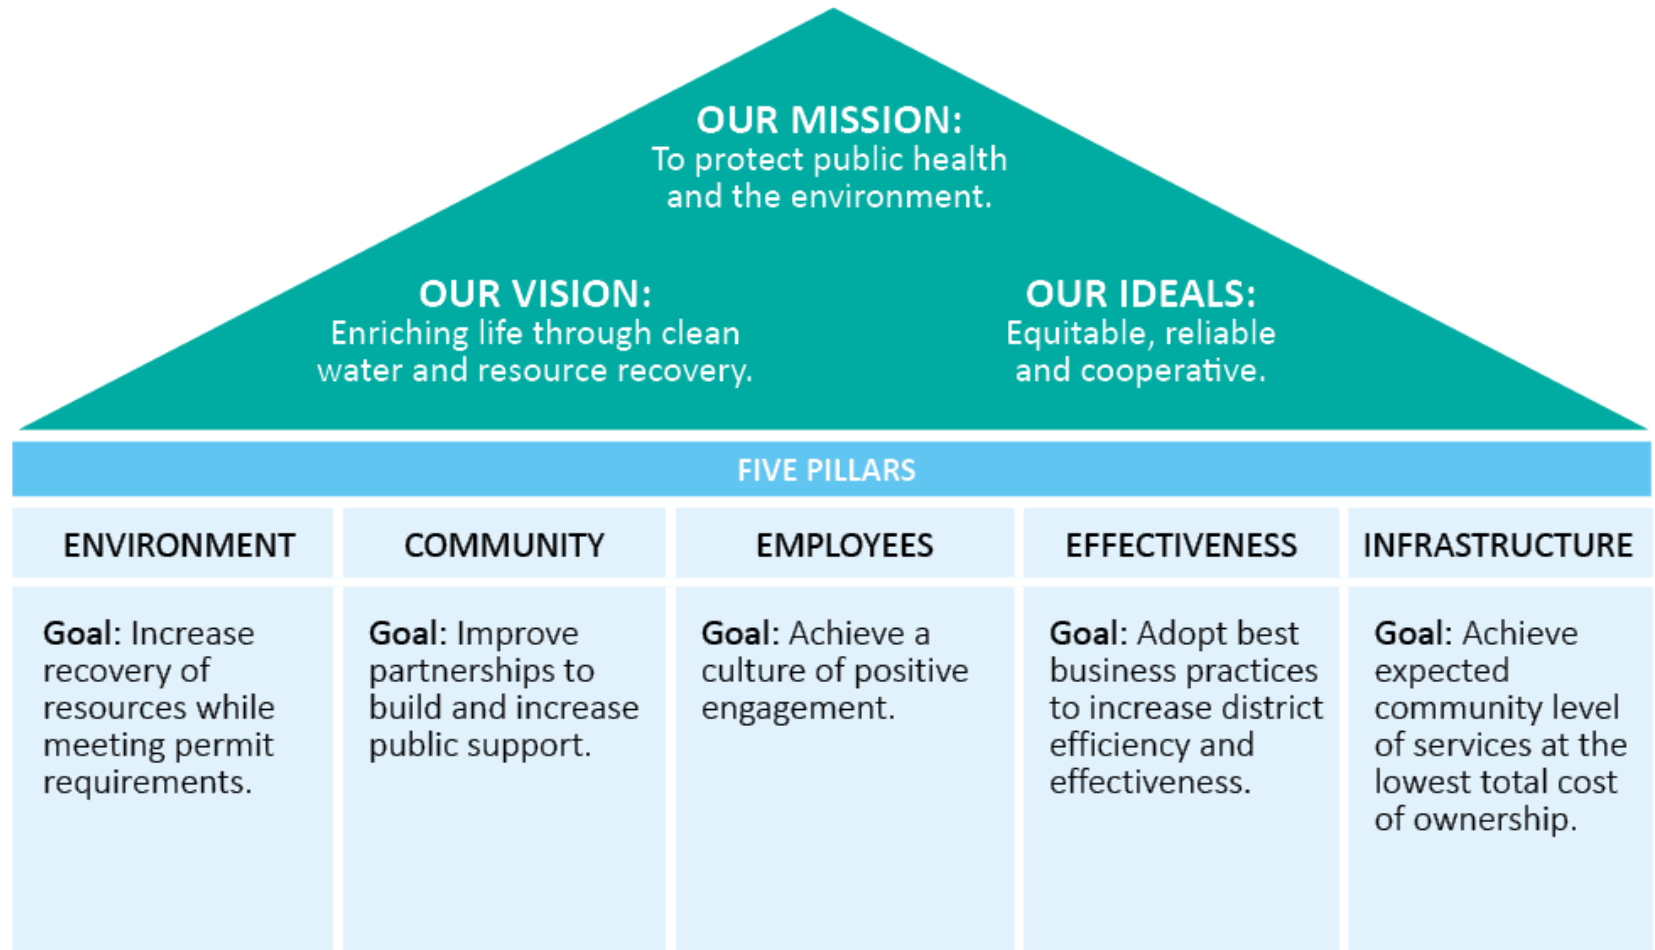 OUR MISSION:
To protect public health
and the environment.
OUR VISION:
Enriching life through clean
water and resource recovery.
OUR IDEALS:
Equitable, reliable
and cooperative.
FIVE PILLARS
ENVIRONMENT
Goal: Increase
recovery of
resources while
meeting permit
requirements.
COMMUNITY
Goal: Improve
partnerships to
build and increase
public support.
EMPLOYEES
Goal: Achieve a
culture of positive
engagement.
EFFECTIVENESS
Goal: Adopt best
business practices
to increase district
efficiency and
effectiveness.
INFRASTRUCTURE
Goal: Achieve
expected
community level
of services at the
lowest total cost
of ownership.